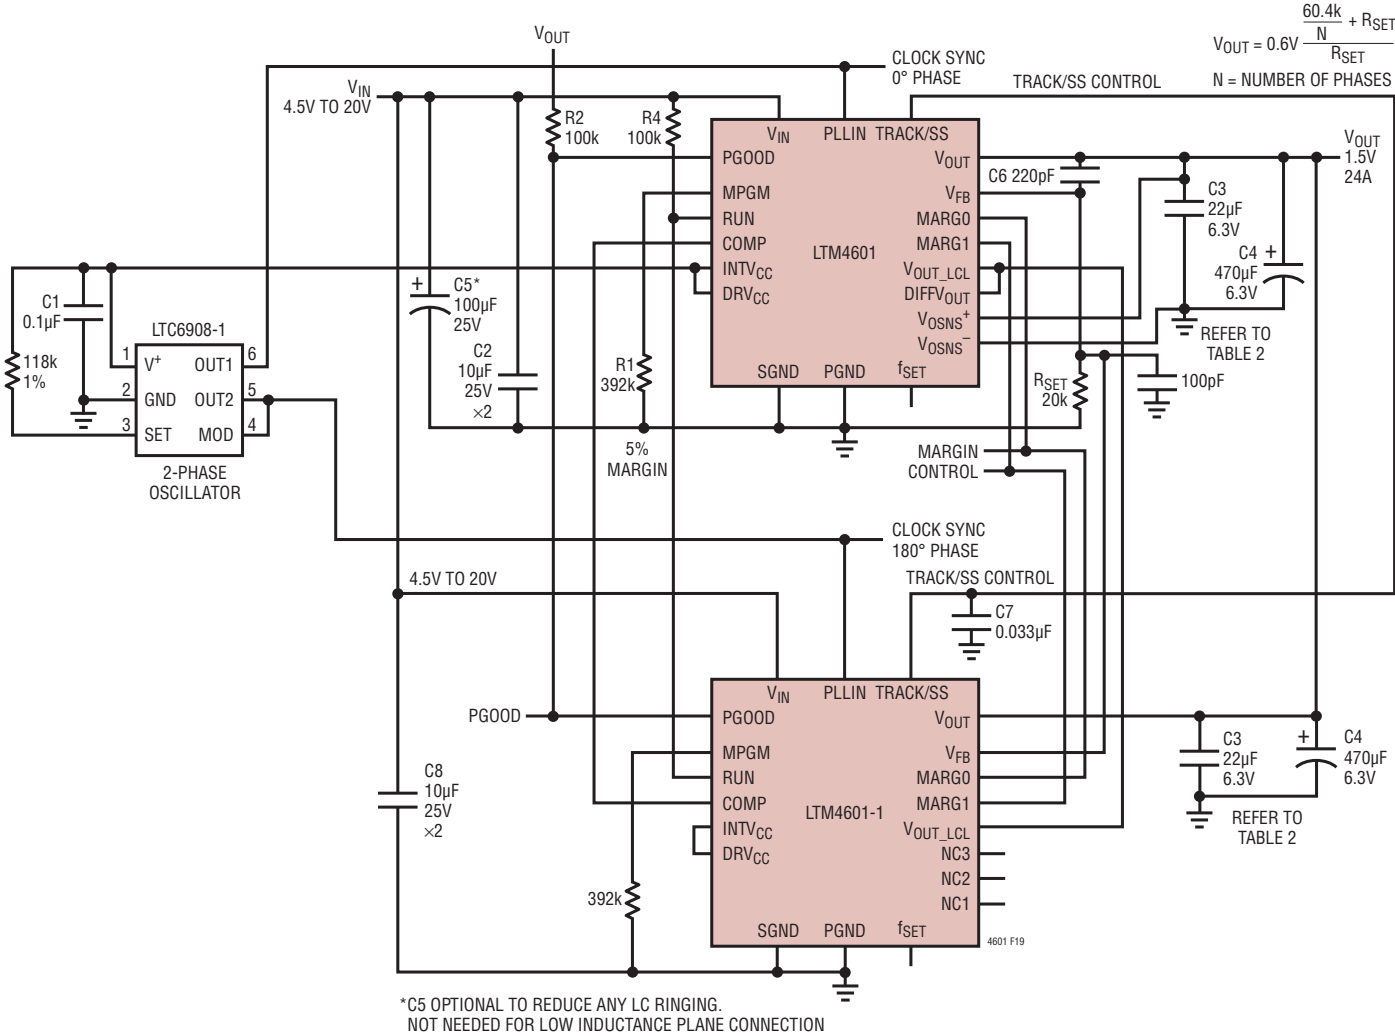 VOUT = 0.6V (60.4k/N + RSET)/RSET
N = NUMBER OF PHASES
VOUT
CLOCK SYNC
0° PHASE
TRACK/SS CONTROL
VIN
4.5V TO 20V
R2
100k
R4
100k
VIN
PLLIN
TRACK/SS
PGOOD
MPGM
RUN
COMP
INTVCC
DRVCC
LTM4601
SGND
PGND
fSET
VOUT
VFB
MARG0
MARG1
VOUT_LCL
DIFFVOUT
VOSNS+
VOSNS–
C6 220pF
C3
22µF
6.3V
+
C4
470µF
6.3V
VOUT
1.5V
24A
REFER TO
TABLE 2
RSET
20k
100pF
C1
0.1µF
118k
1%
LTC6908-1
1
V+
OUT1
6
2
GND
OUT2
5
3
SET
MOD
4
2-PHASE
OSCILLATOR
+
C5*
100µF
25V
C2
10µF
25V
×2
R1
392k
5%
MARGIN
MARGIN
CONTROL
CLOCK SYNC
180° PHASE
4.5V TO 20V
TRACK/SS CONTROL
C7
0.033µF
VIN
PLLIN
TRACK/SS
PGOOD
PGOOD
MPGM
RUN
COMP
INTVCC
DRVCC
LTM4601-1
SGND
PGND
fSET
VOUT
VFB
MARG0
MARG1
VOUT_LCL
NC3
NC2
NC1
C3
22µF
6.3V
+
C4
470µF
6.3V
REFER TO
TABLE 2
C8
10µF
25V
×2
392k
4601 F19
*C5 OPTIONAL TO REDUCE ANY LC RINGING.
NOT NEEDED FOR LOW INDUCTANCE PLANE CONNECTION